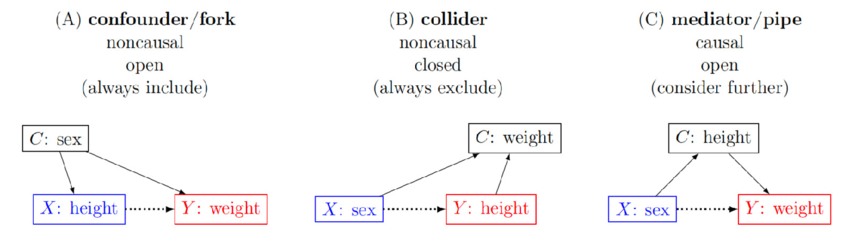 (A) confounder/fork
noncausal
open
(always include)
C: sex
X: height
Y: weight
(B) collider
noncausal
closed
(always exclude)
C: weight
X: sex
Y: height
(C) mediator/pipe
causal
open
(consider further)
C: height
X: sex
Y: weight